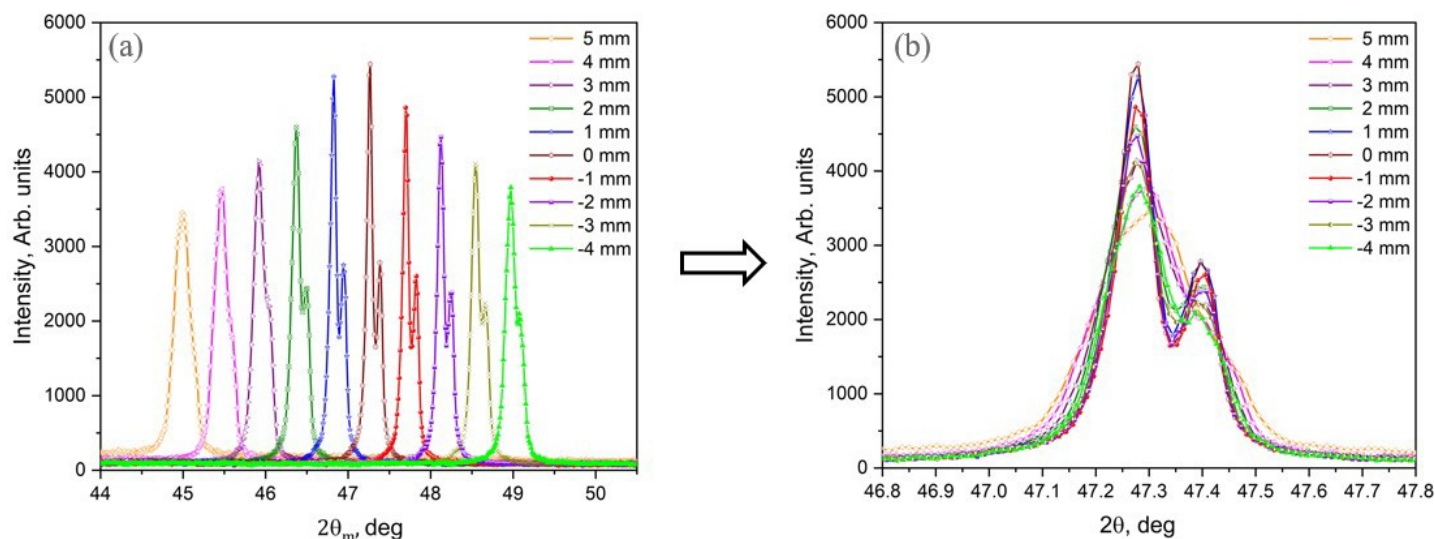 (a)
6000
5000
4000
3000
2000
1000
0
Intensity, Arb. units
5 mm
4 mm
3 mm
2 mm
1 mm
0 mm
-1 mm
-2 mm
-3 mm
-4 mm
44 45 46 47 48 49 50
2θm, deg
(b)
6000
5000
4000
3000
2000
1000
0
Intensity, Arb. units
5 mm
4 mm
3 mm
2 mm
1 mm
0 mm
-1 mm
-2 mm
-3 mm
-4 mm
46.8 46.9 47.0 47.1 47.2 47.3 47.4 47.5 47.6 47.7 47.8
2θ, deg